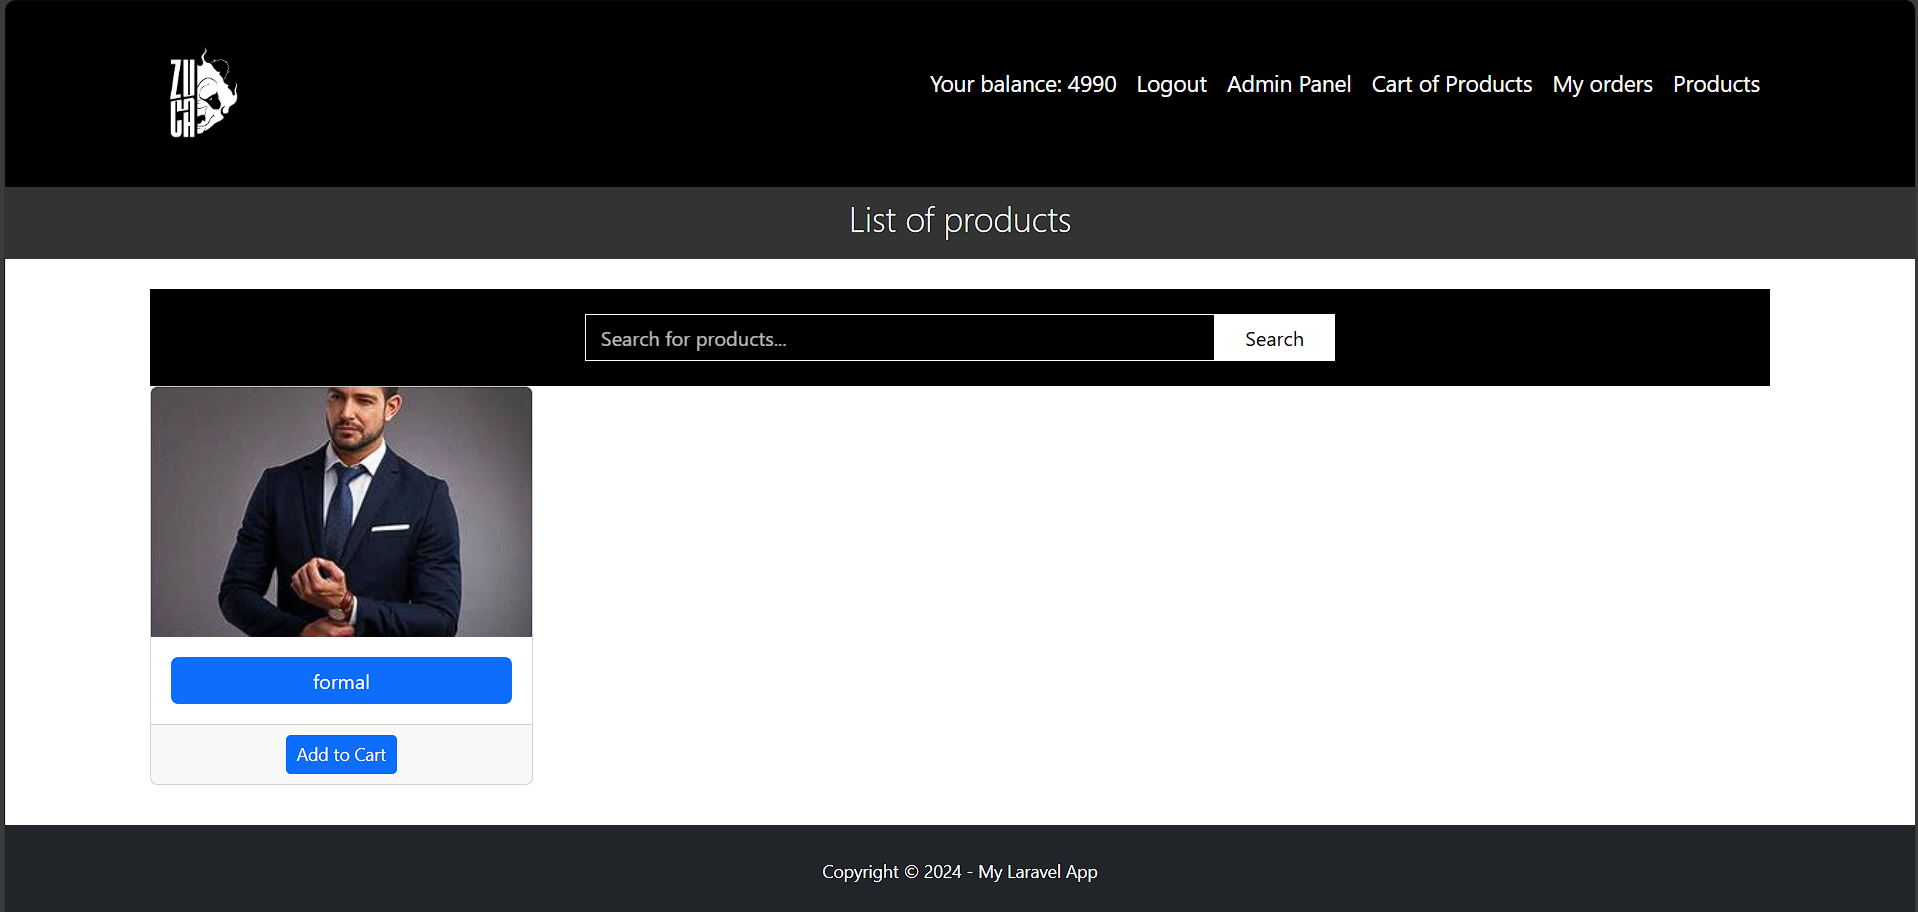 ZU
CH
Your balance: 4990 Logout Admin Panel Cart of Products My orders Products
List of products
Search for products... Search
formal
Add to Cart
Copyright © 2024 - My Laravel App